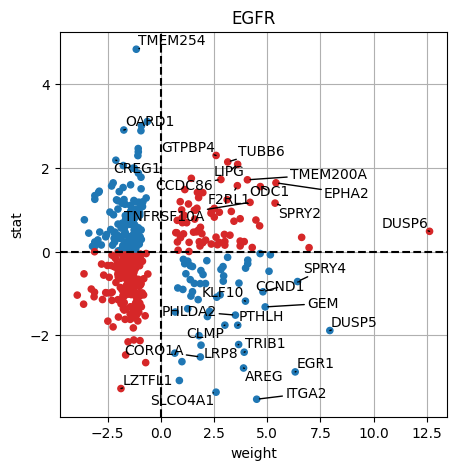 EGFR
TMEM254
OARD1
GTPBP4
TUBB6
CREG1
LIPG
TMEM200A
CCDC86
ODC1
EPHA2
F2RL1
SPRY2
TNFRSF10A
DUSP6
SPRY4
CCND1
KLF10
GEM
PHLDA2
PTHLH
DUSP5
CLMP
TRIB1
CORO1A
LRP8
EGR1
AREG
LZTFL1
ITGA2
SLCO4A1
stat
4
2
0
−2
−2.5
0.0
2.5
5.0
7.5
10.0
12.5
weight